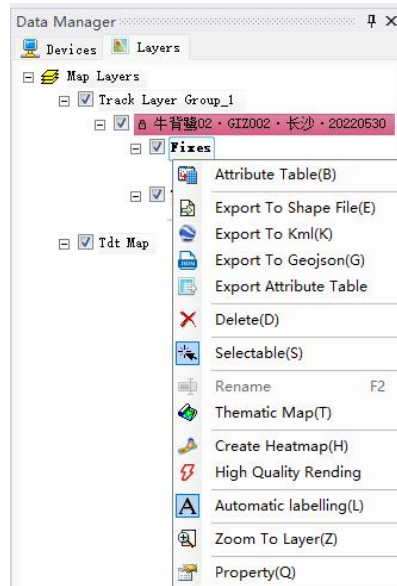 Data Manager
Devices
Layers
Map Layers
Track Layer Group_1
牛背鹭02・GIZ002・长沙・20220530
Fixes
Attribute Table(B)
Export To Shape File(E)
Export To Kml(K)
Export To Geojson(G)
Export Attribute Table
Delete(D)
Selectable(S)
Rename F2
Thematic Map(T)
Create Heatmap(H)
High Quality Rending
Automatic labelling(L)
Zoom To Layer(Z)
Property(Q)
Tdt Map